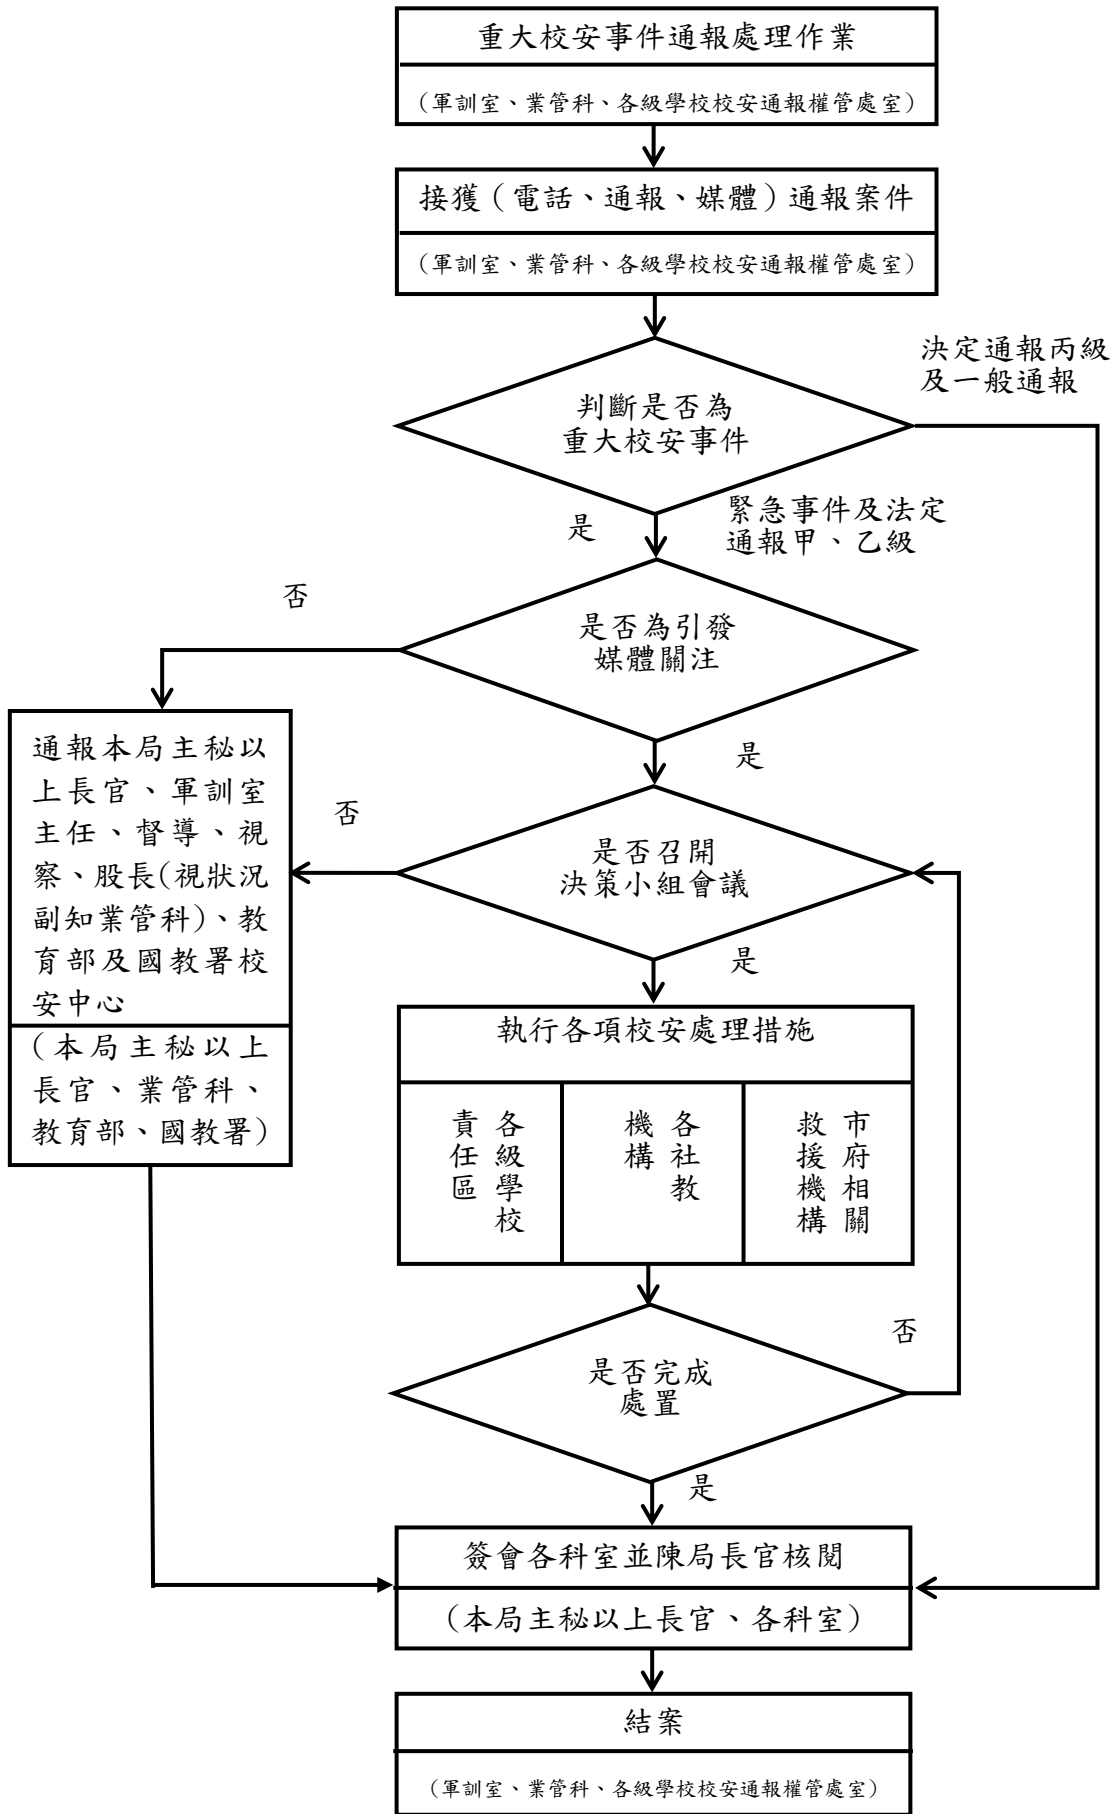 重大校安事件通報處理作業
（軍訓室、業管科、各級學校校安通報權管處室）
接獲（電話、通報、媒體）通報案件
（軍訓室、業管科、各級學校校安通報權管處室）
決定通報丙級
及一般通報
判斷是否為
重大校安事件
是
緊急事件及法定
通報甲、乙級
否
是否為引發
媒體關注
是
通報本局主秘以
上長官、軍訓室
主任、督導、視
察、股長(視狀況
副知業管科)、教
育部及國教署校
安中心
（本局主秘以上
長官、業管科、
教育部、國教署）
否
是否召開
決策小組會議
是
執行各項校安處理措施
各級學校
責任區
各社教
機構
市府相關
救援機構
否
是否完成
處置
是
簽會各科室並陳局長官核閱
（本局主秘以上長官、各科室）
結案
（軍訓室、業管科、各級學校校安通報權管處室）